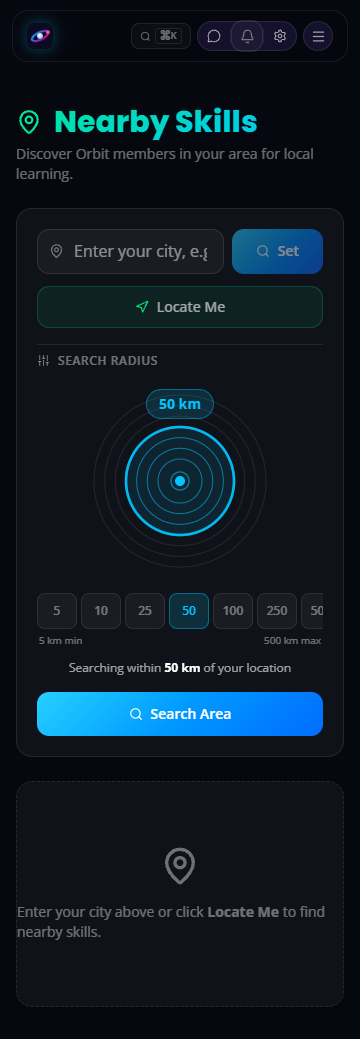 ⌘K
Nearby Skills
Discover Orbit members in your area for local
learning.
Enter your city, e.g
Set
Locate Me
SEARCH RADIUS
50 km
5 10 25 50 100 250 50
5 km min 500 km max
Searching within 50 km of your location
Search Area
Enter your city above or click Locate Me to find
nearby skills.